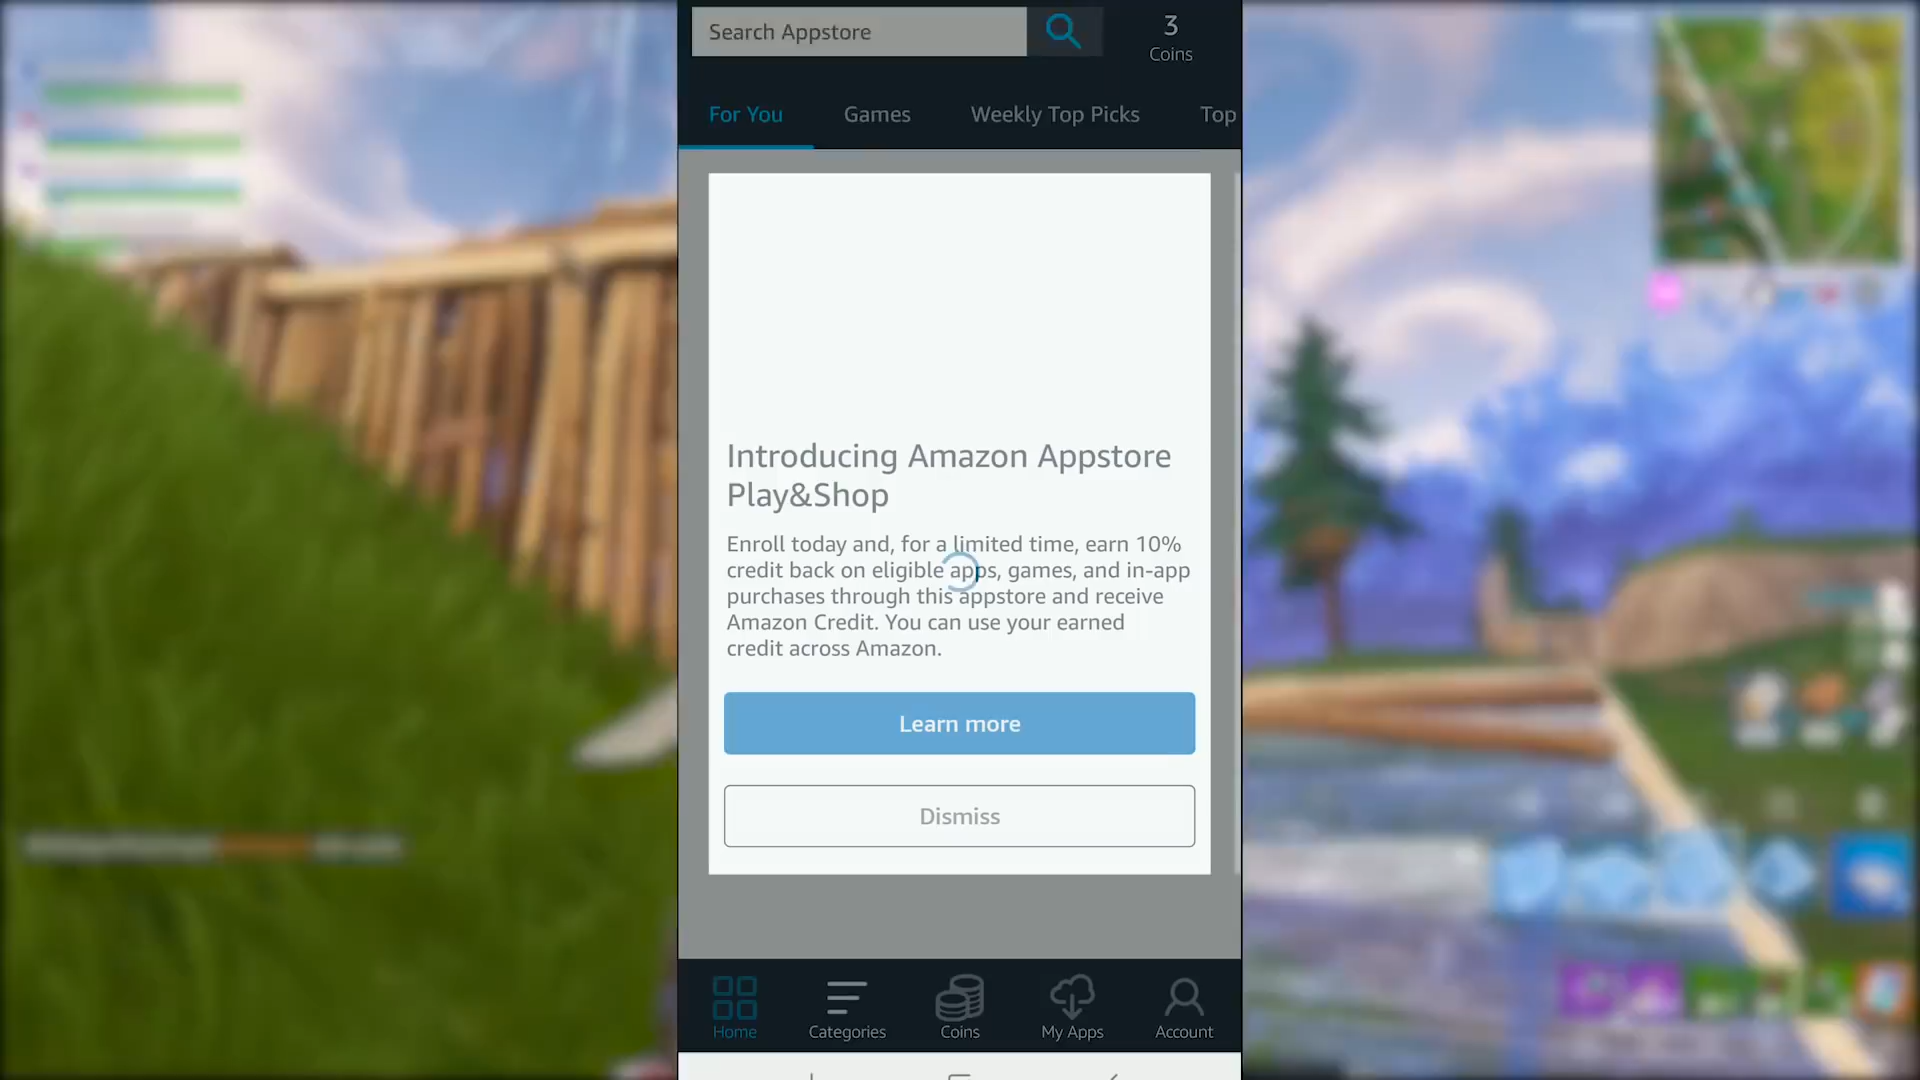 Search Appstore
3
Coins
For You Games Weekly Top Picks Top
Introducing Amazon Appstore
Play&Shop
Enroll today and, for a limited time, earn 10%
credit back on eligible apps, games, and in-app
purchases through this appstore and receive
Amazon Credit. You can use your earned
credit across Amazon.
Learn more
Dismiss
Home Categories Coins My Apps Account